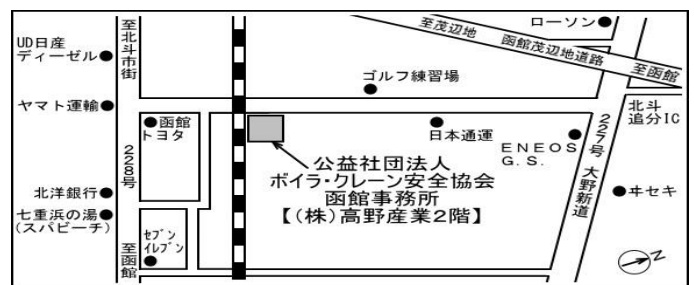 至北斗市街
UD日産
ディーゼル
ヤマト運輸
函館
トヨタ
228号
北洋銀行
七重浜の湯
(スパビーチ)
セブン
イレブン
至函館
ローソン
至茂辺地
函館茂辺地道路
至函館
ゴルフ練習場
日本通運
ENEOS
G.S.
北斗
追分IC
227号
大野新道
ヰセキ
公益社団法人
ボイラ・クレーン安全協会
函館事務所
【(株)高野産業2階】
N